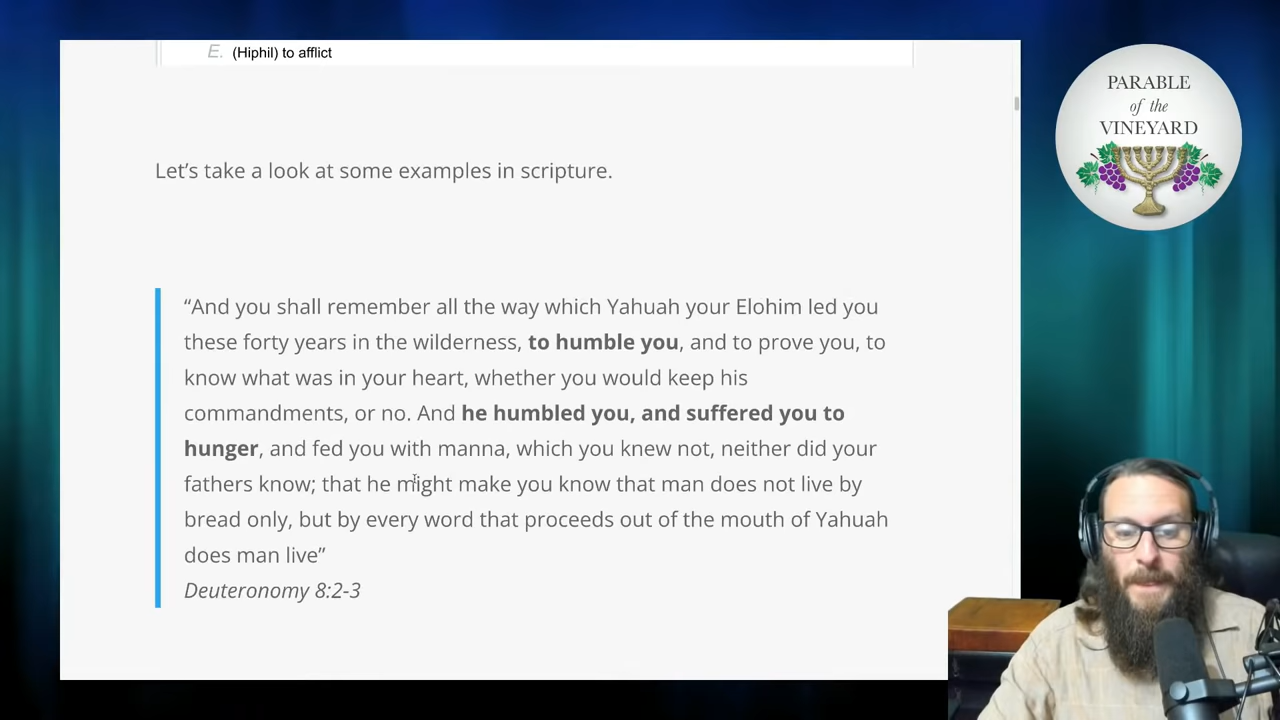 E. (Hiphil) to afflict
Let’s take a look at some examples in scripture.
“And you shall remember all the way which Yahuah your Elohim led you
these forty years in the wilderness, to humble you, and to prove you, to
know what was in your heart, whether you would keep his
commandments, or no. And he humbled you, and suffered you to
hunger, and fed you with manna, which you knew not, neither did your
fathers know; that he might make you know that man does not live by
bread only, but by every word that proceeds out of the mouth of Yahuah
does man live”
Deuteronomy 8:2-3
PARABLE
of the
VINEYARD